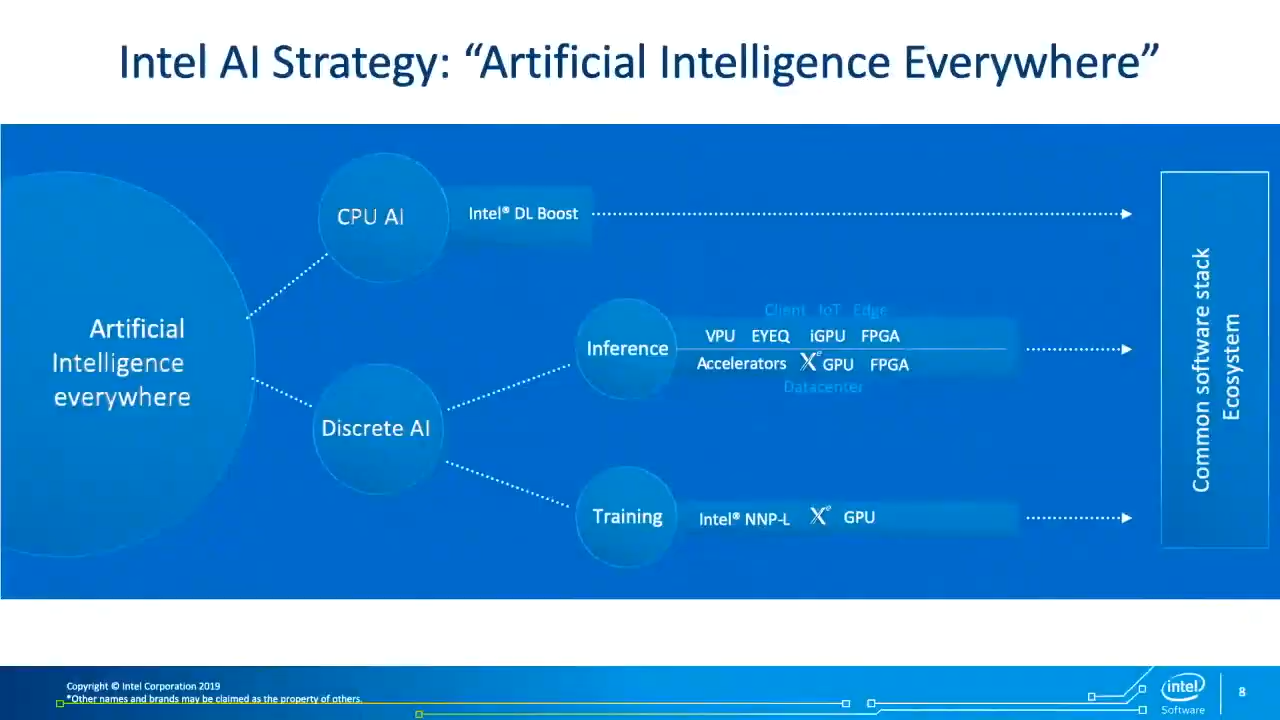 Intel AI Strategy: “Artificial Intelligence Everywhere”
CPU AI
Intel® DL Boost
Artificial
Intelligence
everywhere
Discrete AI
Inference
Client IoT Edge
VPU EYEQ iGPU FPGA
Accelerators Xe GPU FPGA
Datacenter
Training
Intel® NNP-L Xe GPU
Common software stack
Ecosystem
Copyright © Intel Corporation 2019
*Other names and brands may be claimed as the property of others.
intel
Software
8